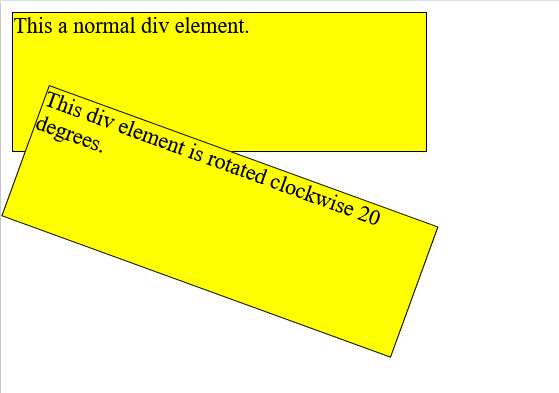 This a normal div element.
This div element is rotated clockwise 20
degrees.